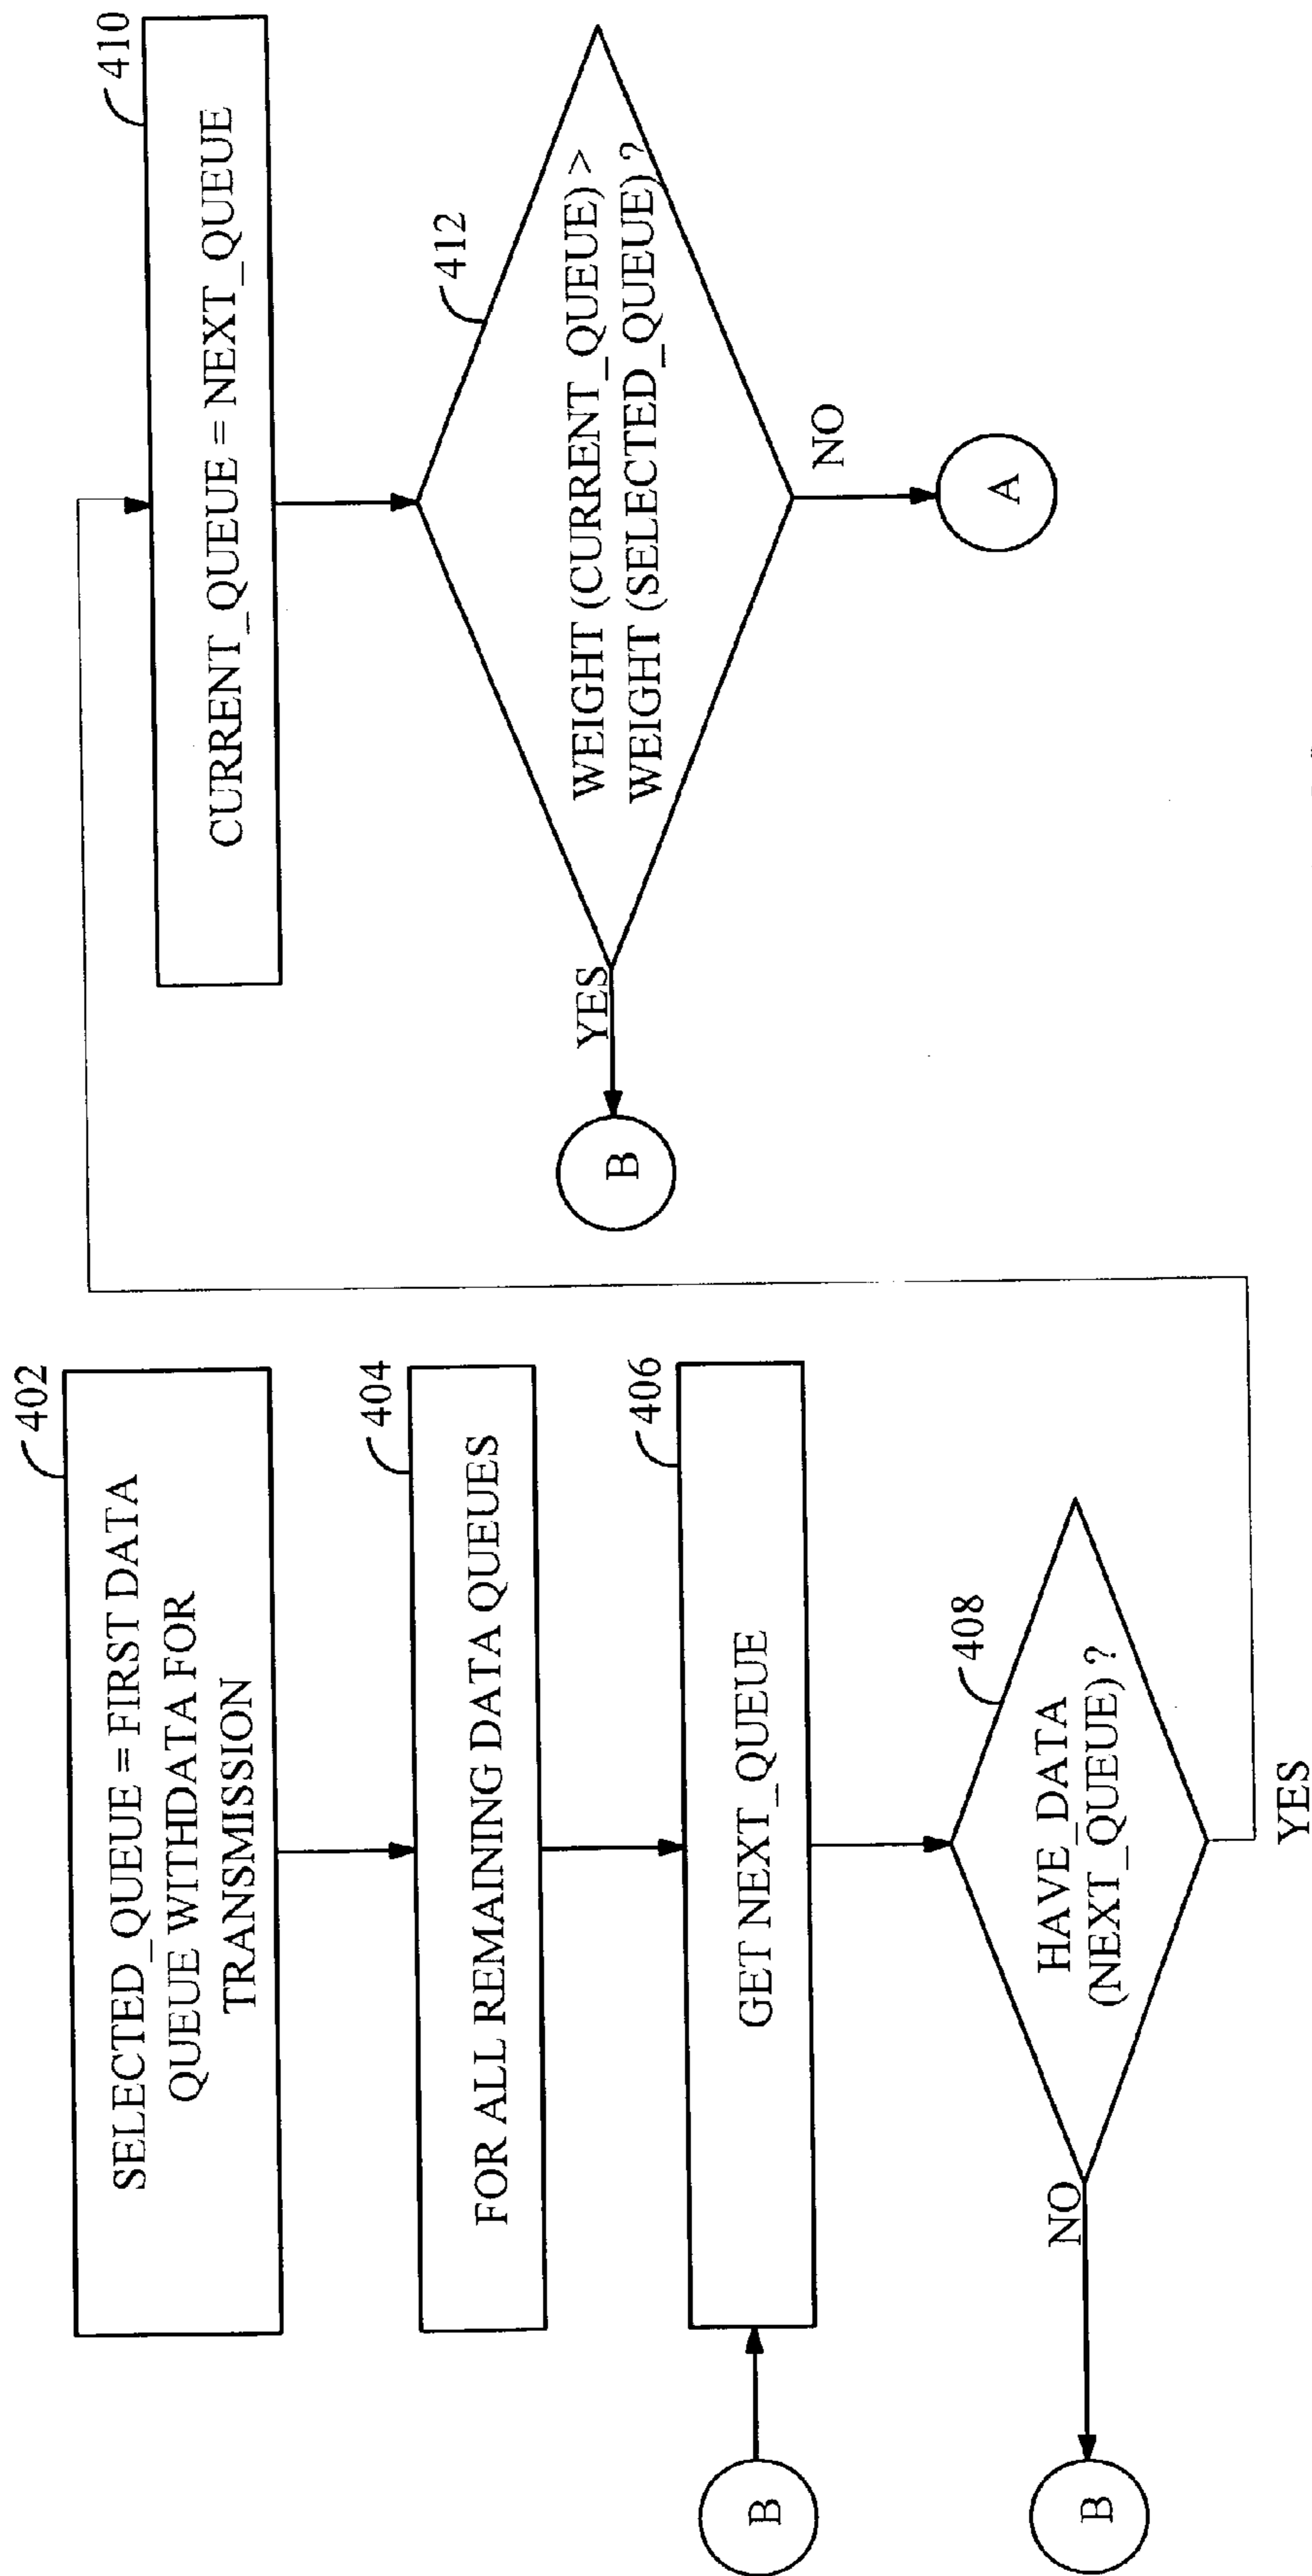 402
SELECTED_QUEUE = FIRST DATA
QUEUE WITHDATA FOR
TRANSMISSION
404
FOR ALL REMAINING DATA QUEUES
406
B
GET NEXT_QUEUE
408
HAVE_DATA
(NEXT_QUEUE) ?
NO
B
YES
410
CURRENT_QUEUE = NEXT_QUEUE
412
WEIGHT (CURRENT_QUEUE) >
WEIGHT (SELECTED_QUEUE) ?
YES
B
NO
A